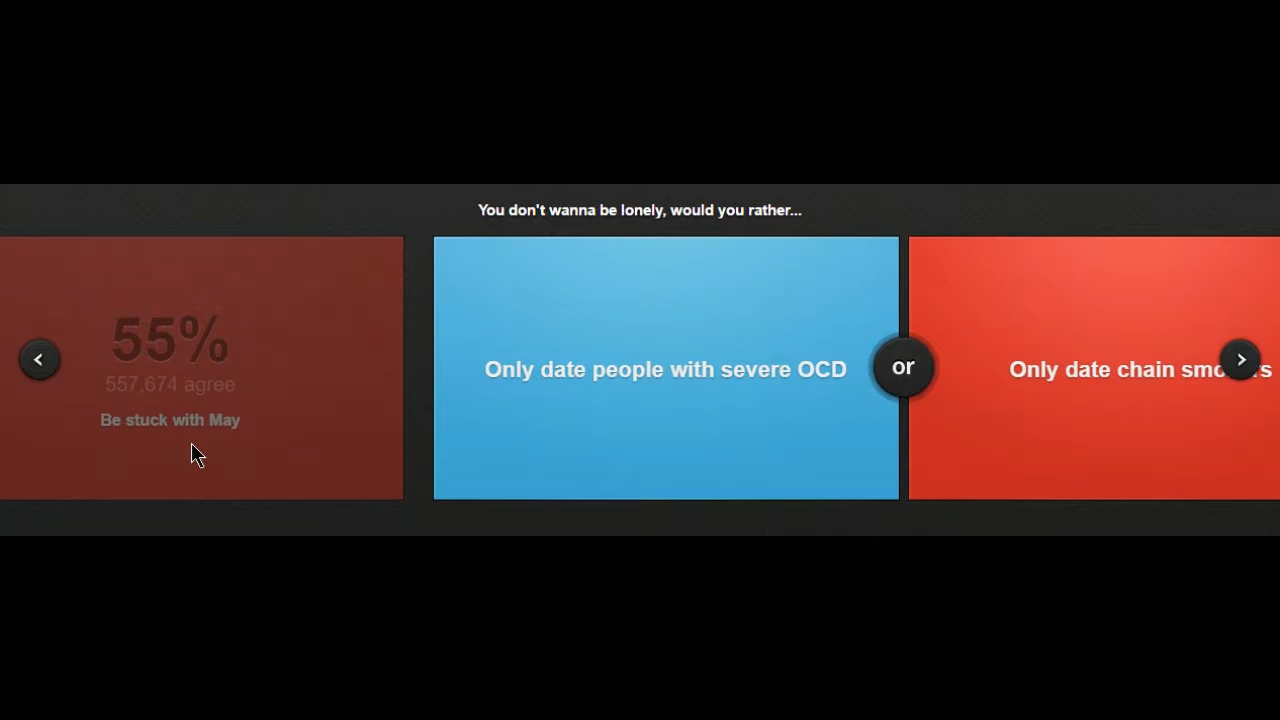 You don't wanna be lonely, would you rather...
55%
557,674 agree
Be stuck with May
Only date people with severe OCD
or
Only date chain